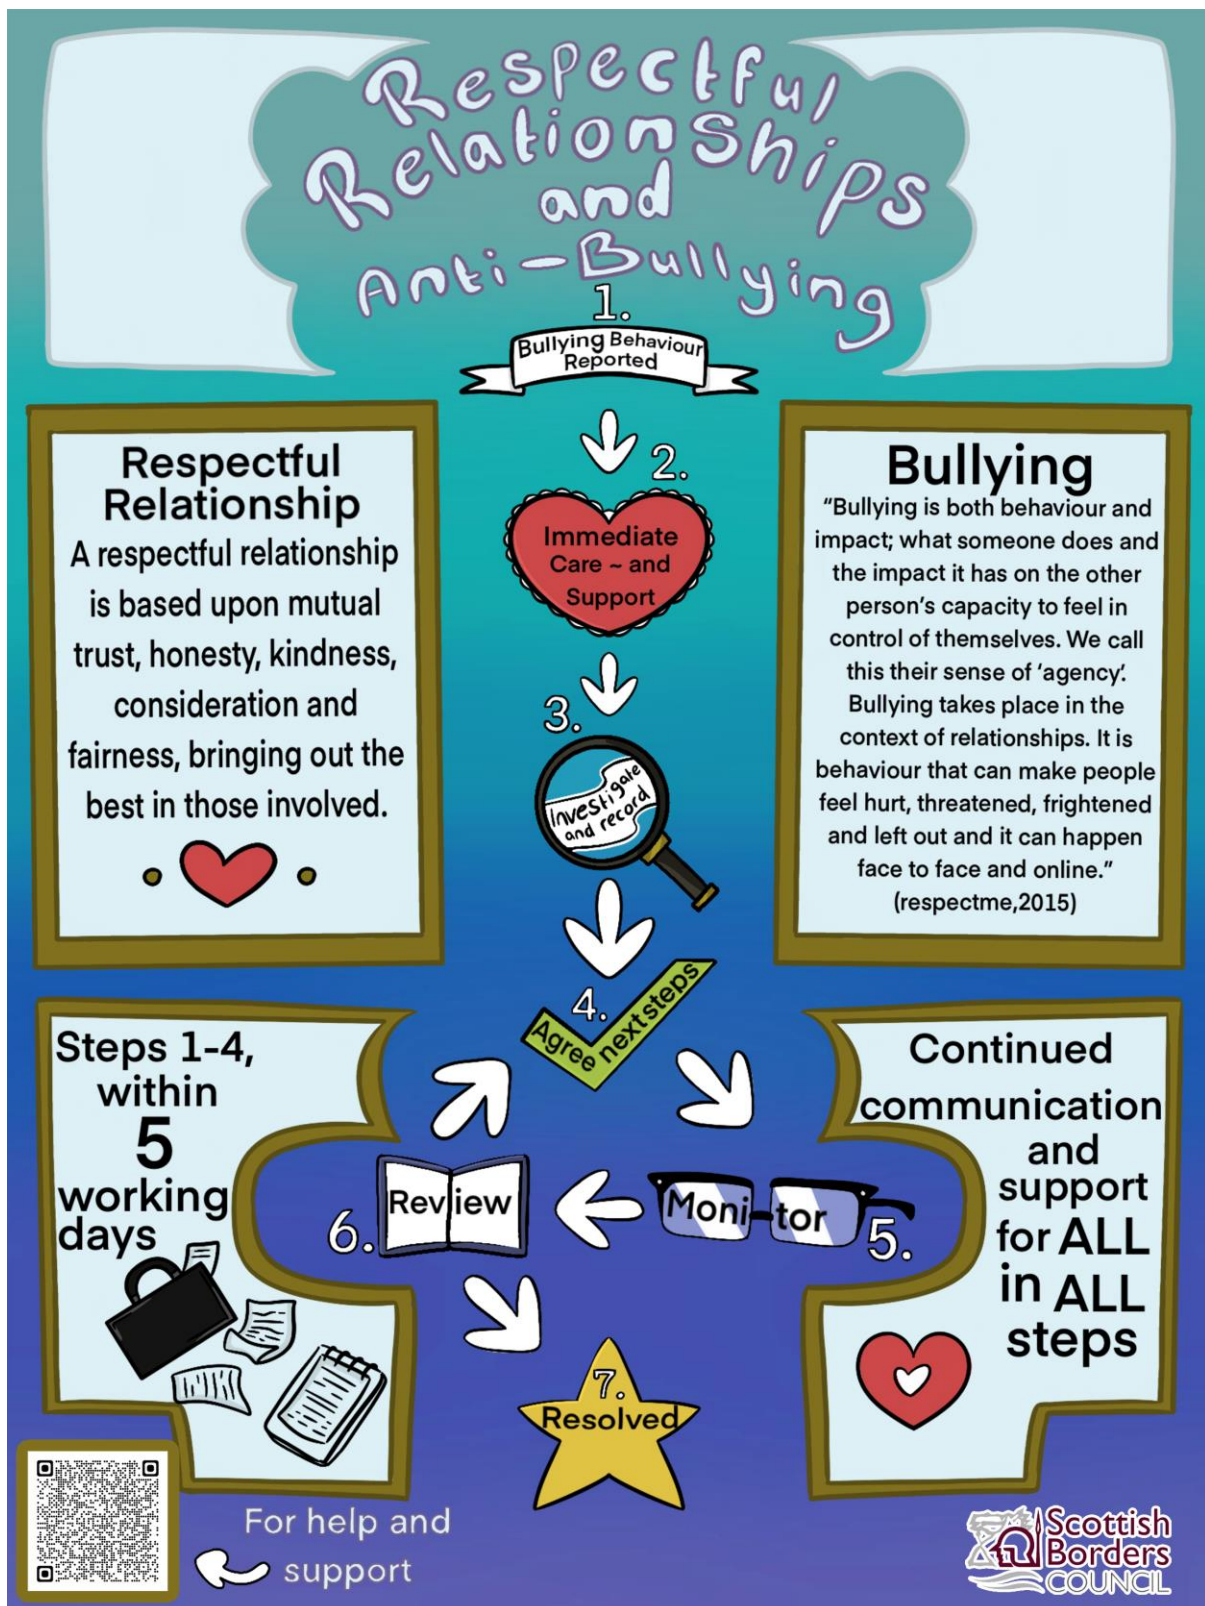 Respectful
Relationships
and
Anti-Bullying
1.
Bullying Behaviour
Reported
Respectful
Relationship
A respectful relationship
is based upon mutual
trust, honesty, kindness,
consideration and
fairness, bringing out the
best in those involved.
2.
Immediate
Care ~ and
Support
3.
Investigate
and record
Bullying
“Bullying is both behaviour and
impact; what someone does and
the impact it has on the other
person’s capacity to feel in
control of themselves. We call
this their sense of ‘agency’.
Bullying takes place in the
context of relationships. It is
behaviour that can make people
feel hurt, threatened, frightened
and left out and it can happen
face to face and online.”
(respectme,2015)
4.
Agree next steps
Steps 1-4,
within
5
working
days
Monitor
5.
6.
Review
7.
Resolved
Continued
communication
and
support
for ALL
in ALL
steps
For help and
support
Scottish
Borders
COUNCIL